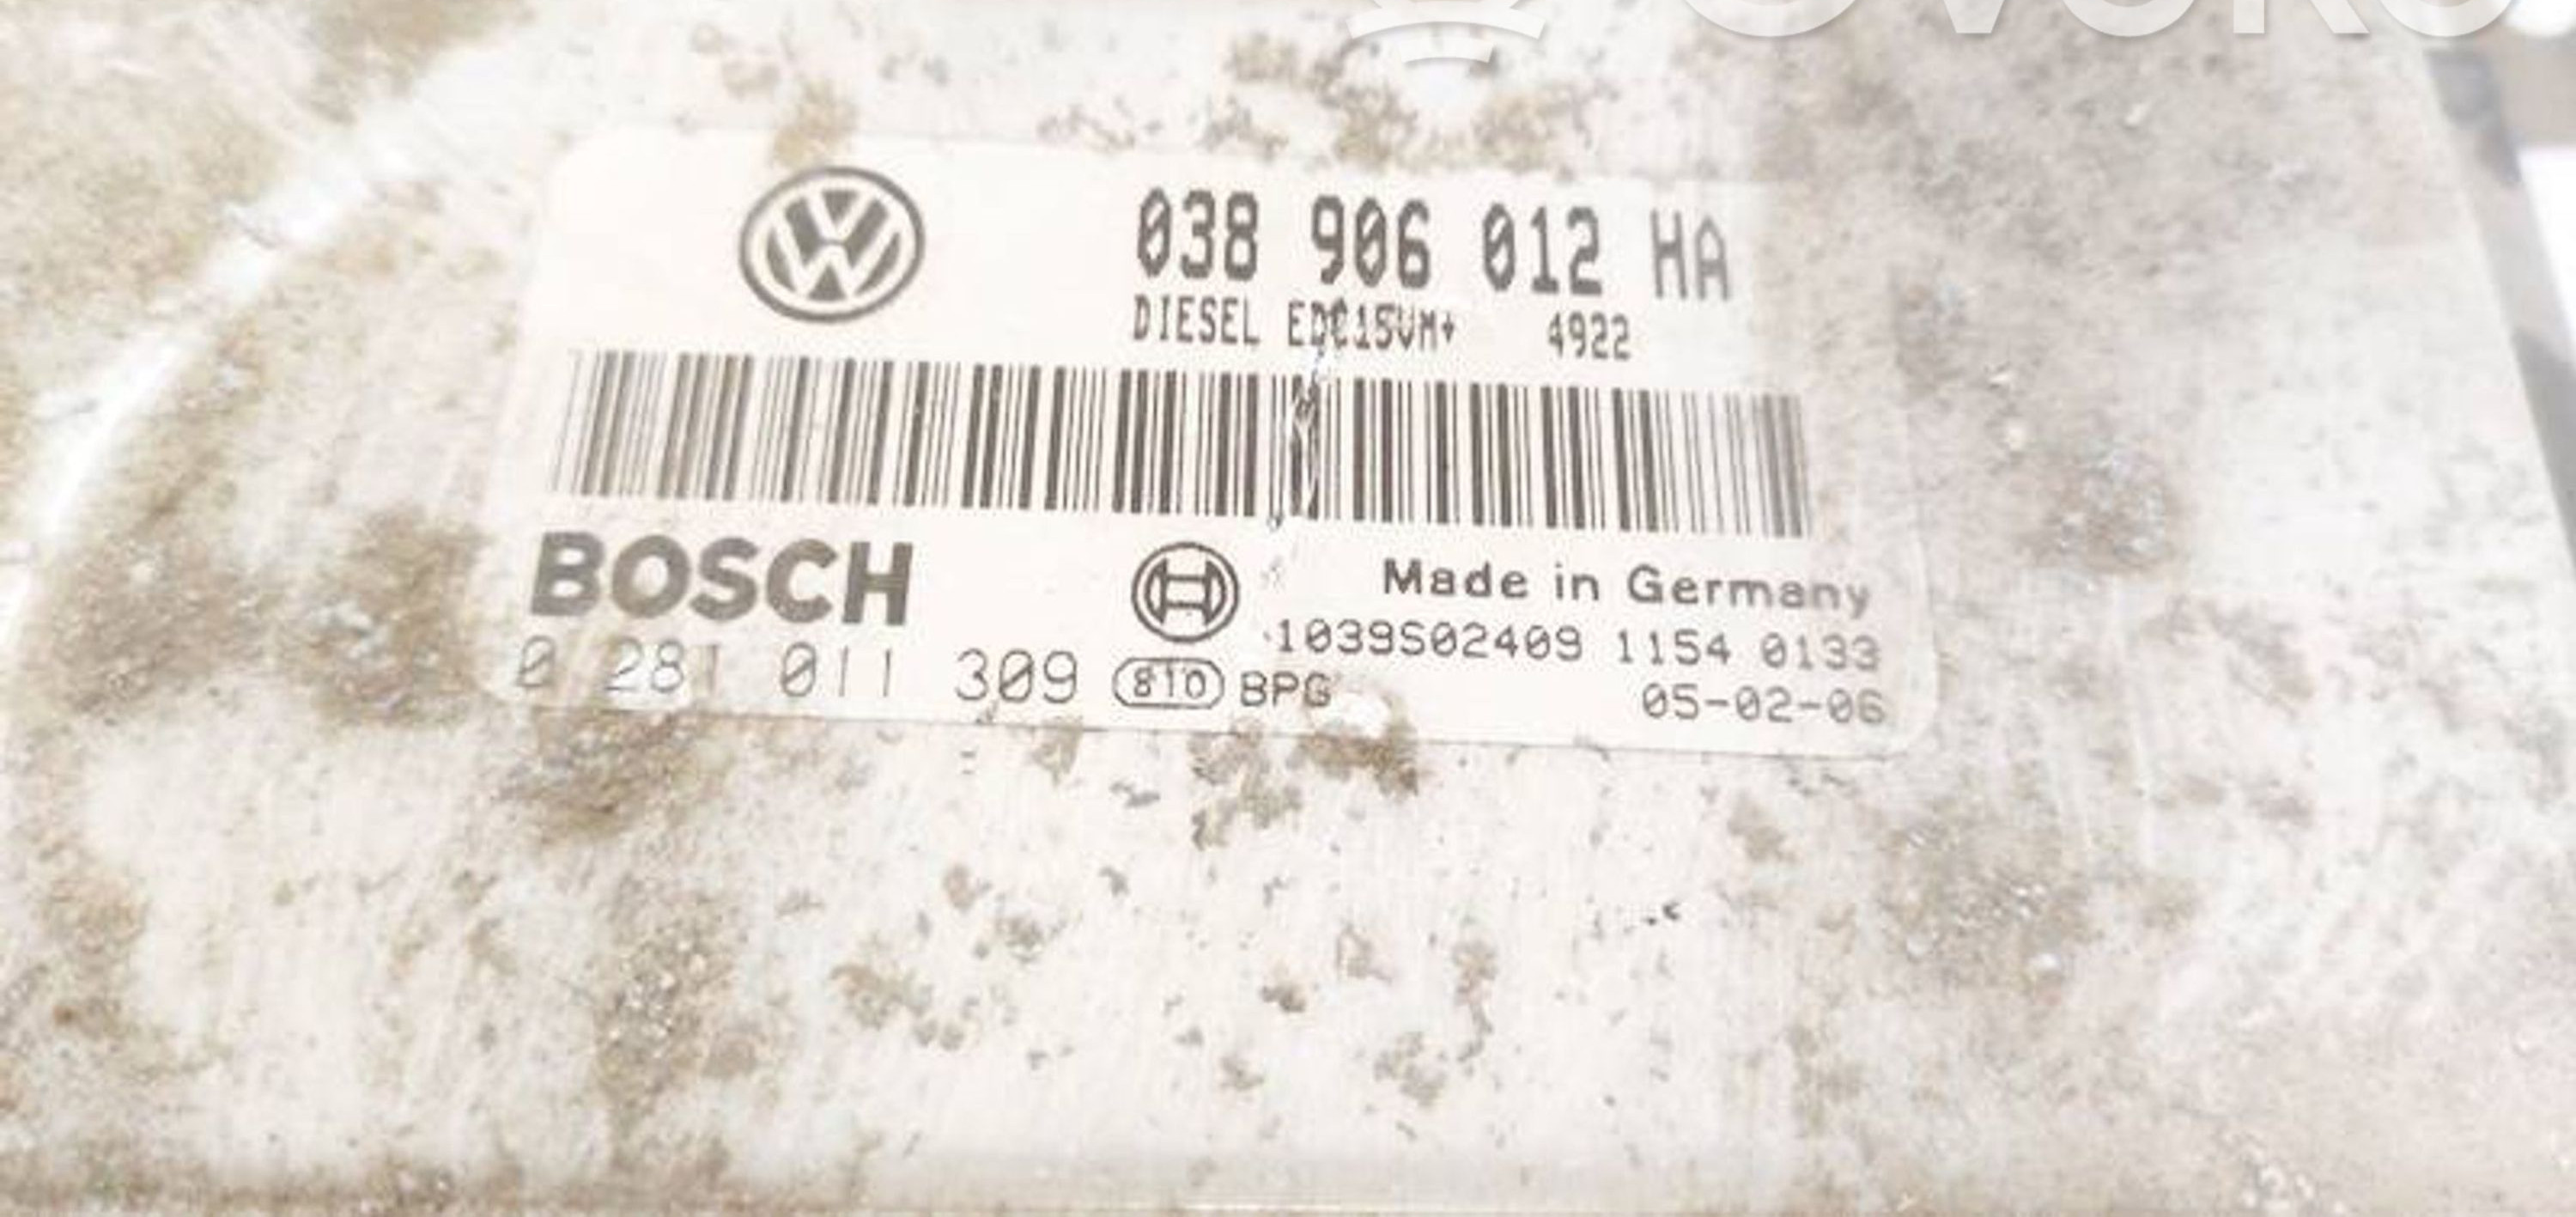 038 906 012 HA
DIESEL EDC15VM+ 4922
BOSCH
Made in Germany
1039S02409 1154 0133
0 281 011 309 810 BPG
05-02-06